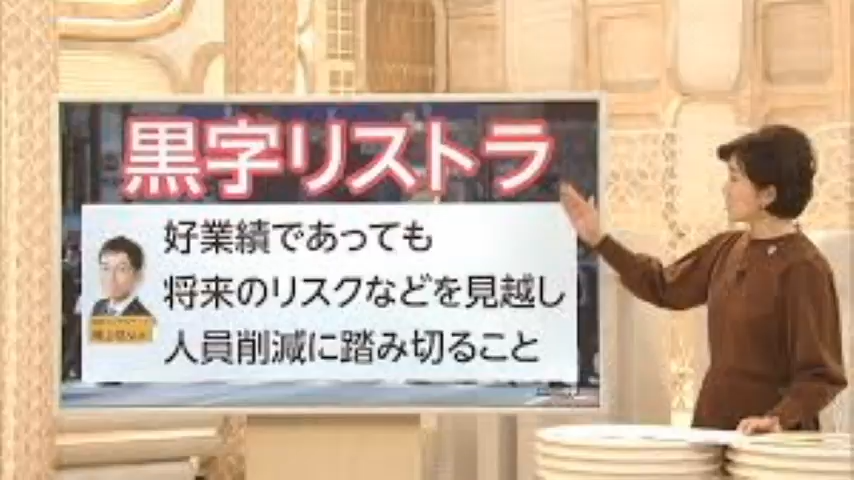 黒字リストラ
好業績であっても
将来のリスクなどを見越し
人員削減に踏み切ること